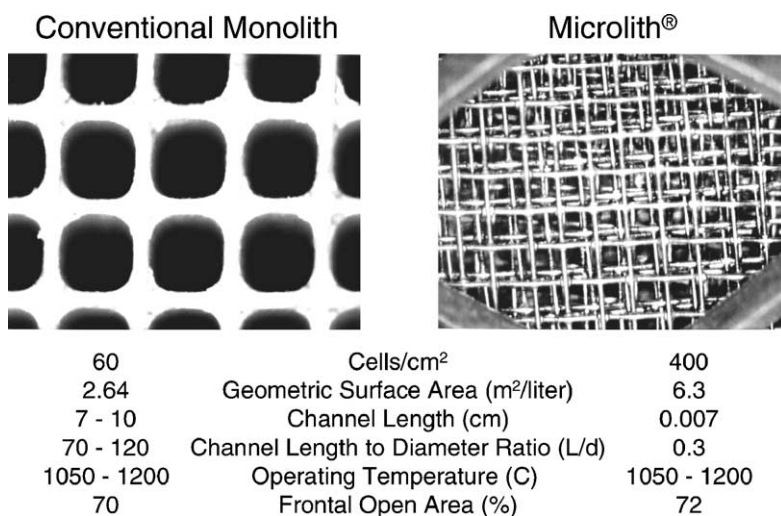 Conventional Monolith Microlith®
60 Cells/cm² 400
2.64 Geometric Surface Area (m²/liter) 6.3
7 - 10 Channel Length (cm) 0.007
70 - 120 Channel Length to Diameter Ratio (L/d) 0.3
1050 - 1200 Operating Temperature (C) 1050 - 1200
70 Frontal Open Area (%) 72